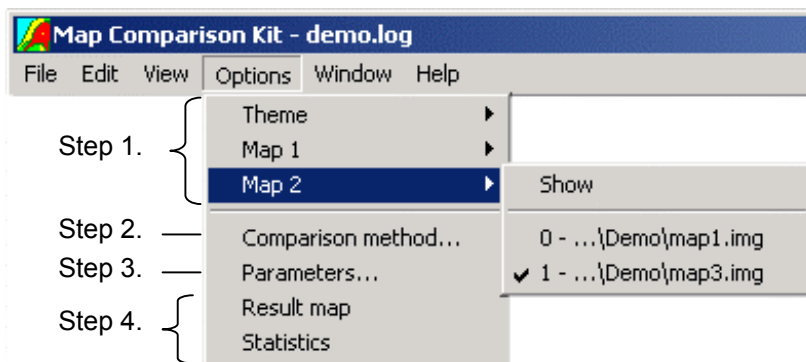 Map Comparison Kit - demo.log
File Edit View Options Window Help
Step 1.
Theme
Map 1
Map 2
Show
0 - ...\Demo\map1.img
1 - ...\Demo\map3.img
Step 2.
Comparison method...
Step 3.
Parameters...
Step 4.
Result map
Statistics